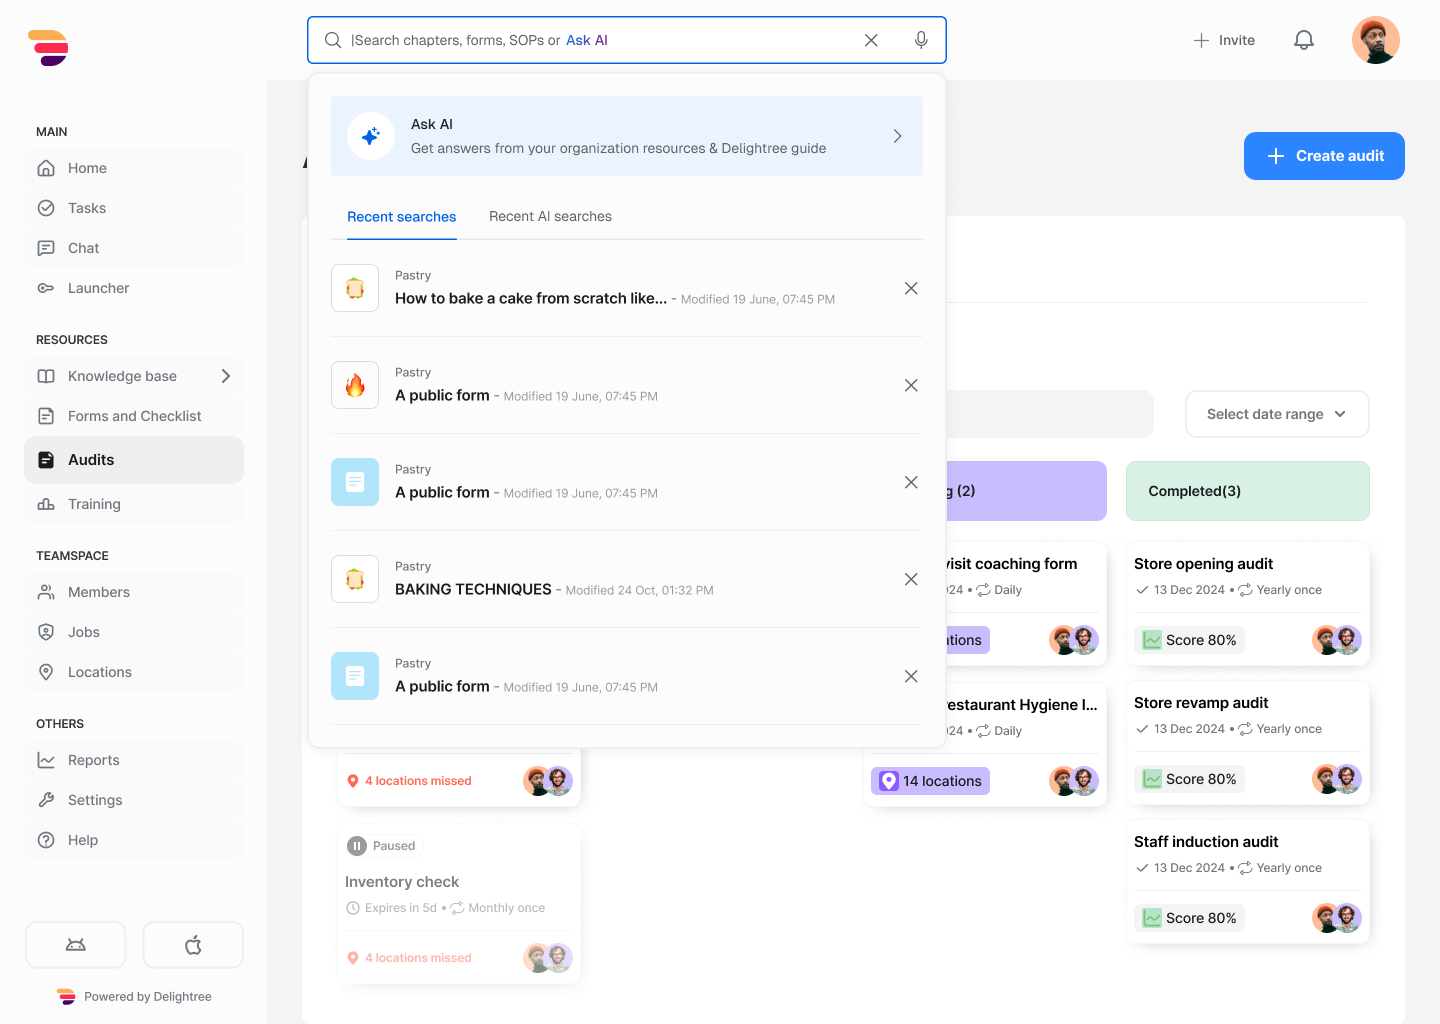 Search chapters, forms, SOPs or Ask AI
Invite
MAIN
Home
Tasks
Chat
Launcher
RESOURCES
Knowledge base
Forms and Checklist
Audits
Training
TEAMSPACE
Members
Jobs
Locations
OTHERS
Reports
Settings
Help
Powered by Delightree
Ask AI
Get answers from your organization resources & Delightree guide
Recent searches
Recent AI searches
Pastry
How to bake a cake from scratch like... - Modified 19 June, 07:45 PM
Pastry
A public form - Modified 19 June, 07:45 PM
Pastry
A public form - Modified 19 June, 07:45 PM
Pastry
BAKING TECHNIQUES - Modified 24 Oct, 01:32 PM
Pastry
A public form - Modified 19 June, 07:45 PM
Create audit
Select date range
4 locations missed
Paused
Inventory check
Expires in 5d • Monthly once
4 locations missed
(2)
coaching form
• Daily
restaurant Hygiene I...
• Daily
14 locations
Completed(3)
Store opening audit
13 Dec 2024 • Yearly once
Score 80%
Store revamp audit
13 Dec 2024 • Yearly once
Score 80%
Staff induction audit
13 Dec 2024 • Yearly once
Score 80%